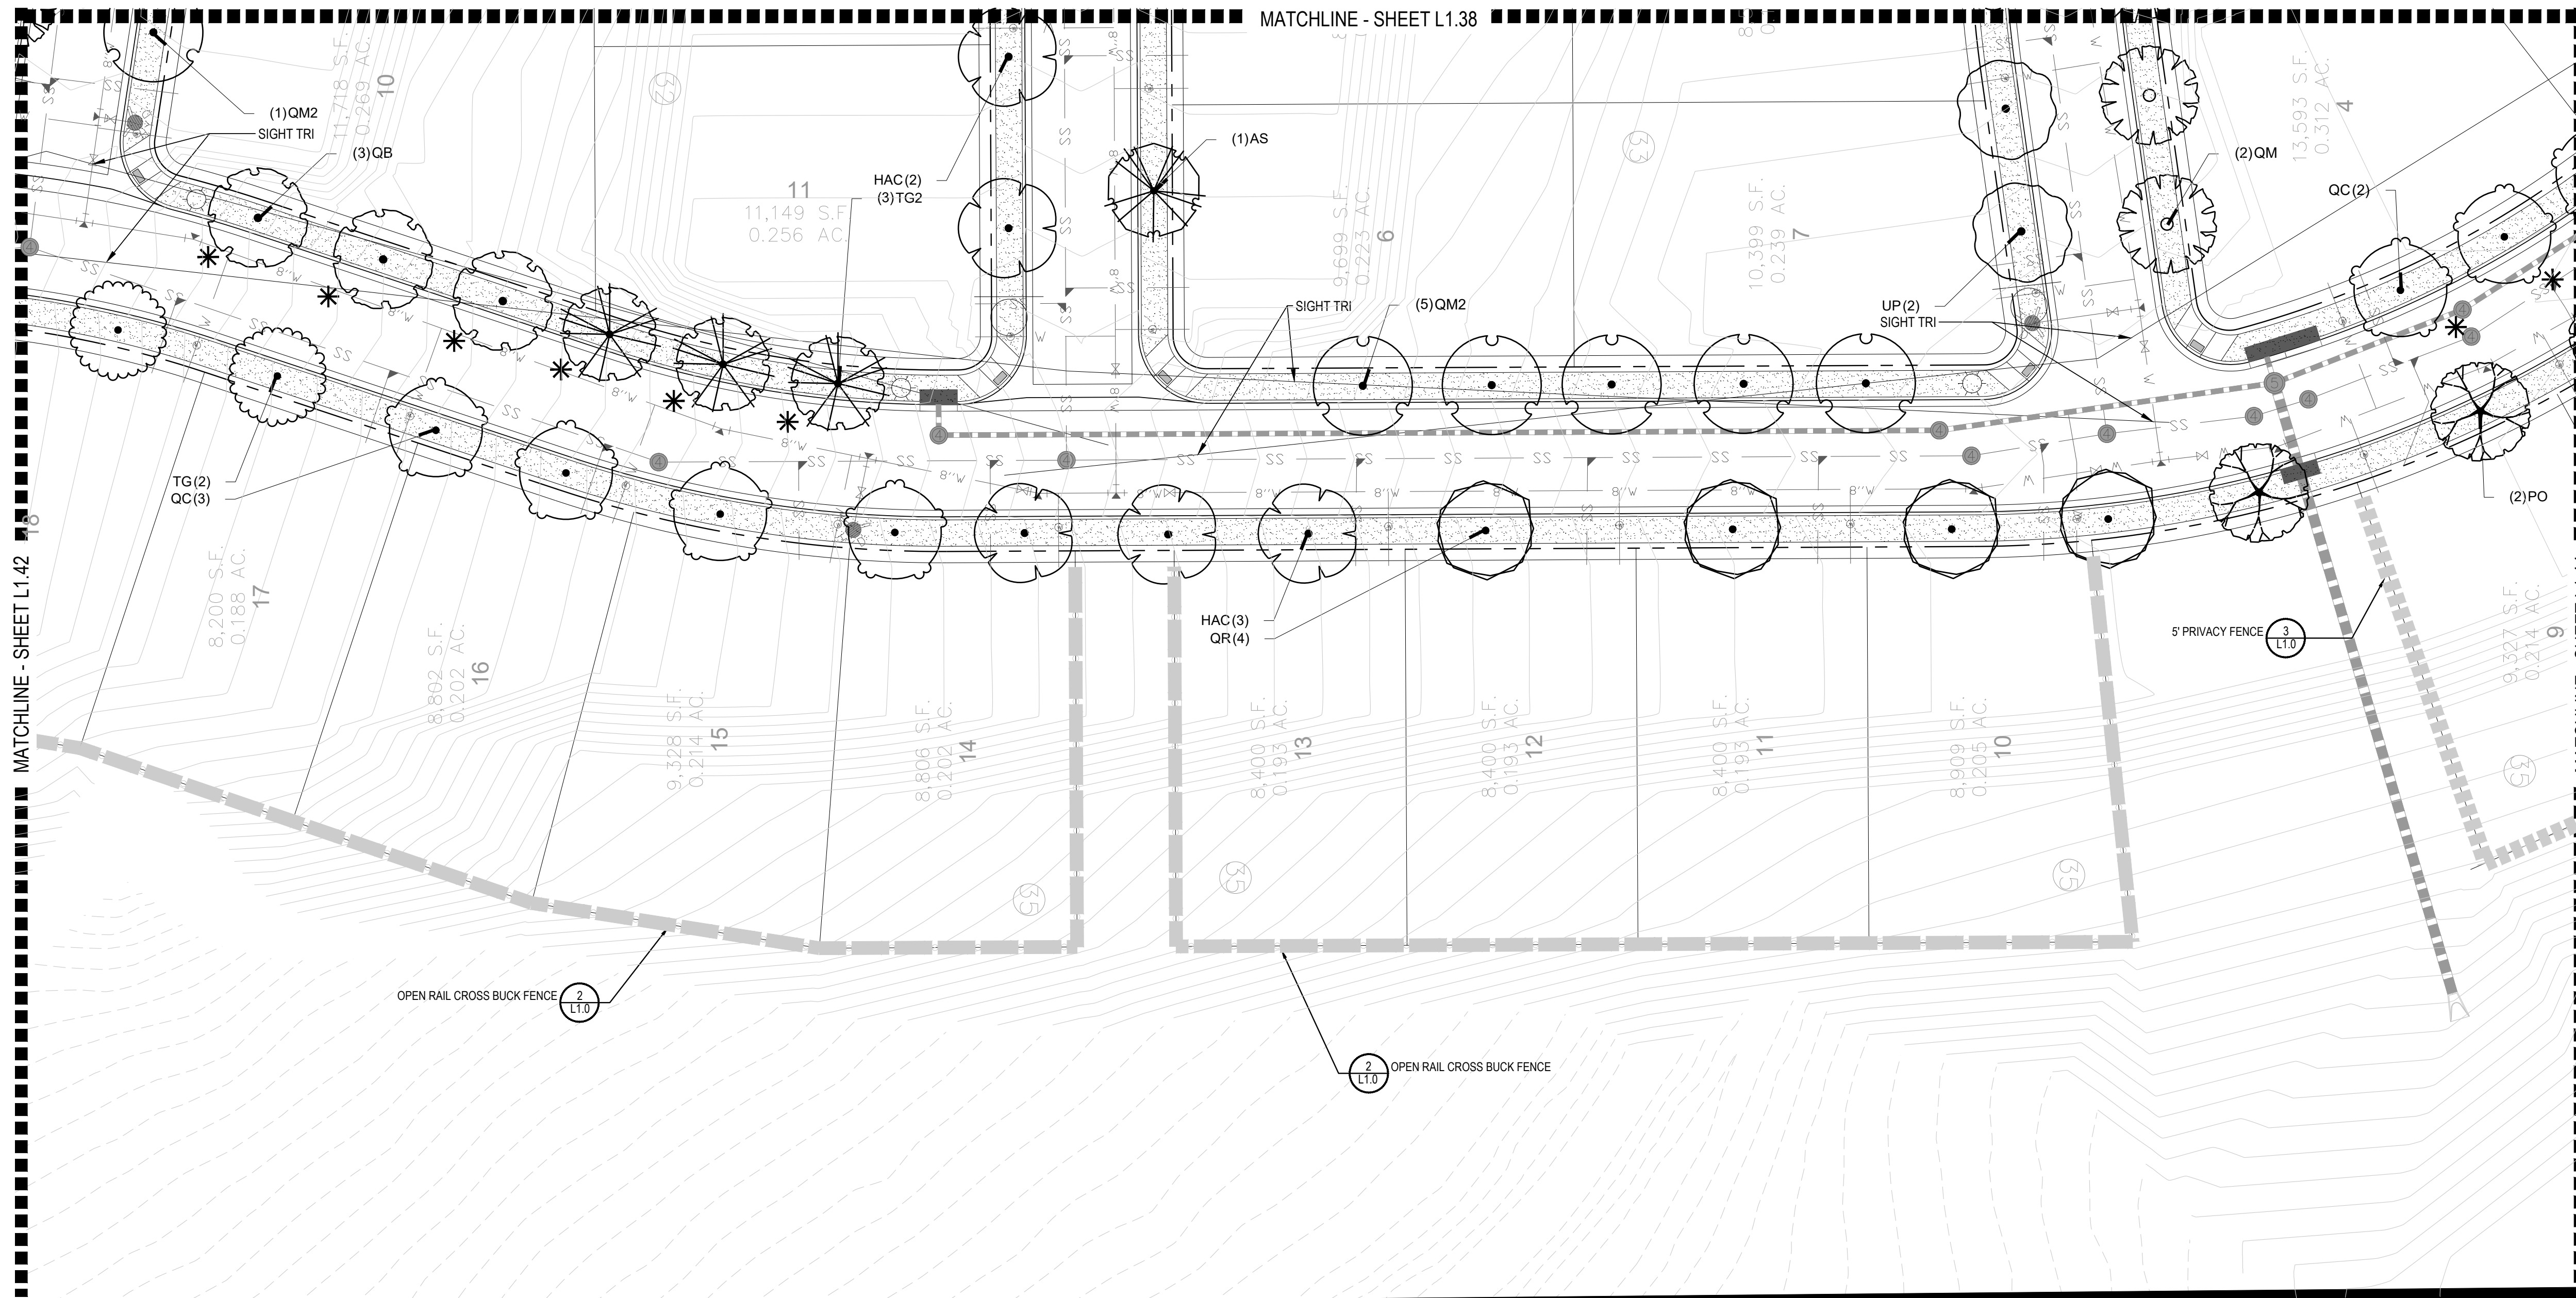 MATCHLINE - SHEET L1.38
(1)QM2
SIGHT TRI
(3)QB
11,718 S.F.
0.269 AC.
10
32
HAC(2)
(3)TG2
11
11,149 S.F.
0.256 AC.
(1)AS
33
9,699 S.F.
0.223 AC.
6
10,399 S.F.
0.239 AC.
7
(2)QM
13,593 S.F.
0.312 AC.
4
QC(2)
SIGHT TRI
(5)QM2
UP(2)
SIGHT TRI
TG(2)
QC(3)
(2)PO
HAC(3)
QR(4)
5' PRIVACY FENCE
3
L1.0
MATCHLINE - SHEET L1.42
18
8,200 S.F.
0.188 AC.
17
8,802 S.F.
0.202 AC.
16
9,328 S.F.
0.214 AC.
15
8,806 S.F.
0.202 AC.
14
8,400 S.F.
0.193 AC.
13
8,400 S.F.
0.193 AC.
12
8,400 S.F.
0.193 AC.
11
8,909 S.F.
0.205 AC.
10
9,327 S.F.
0.214 AC.
9
35
35
35
35
OPEN RAIL CROSS BUCK FENCE
2
L1.0
2
L1.0
OPEN RAIL CROSS BUCK FENCE